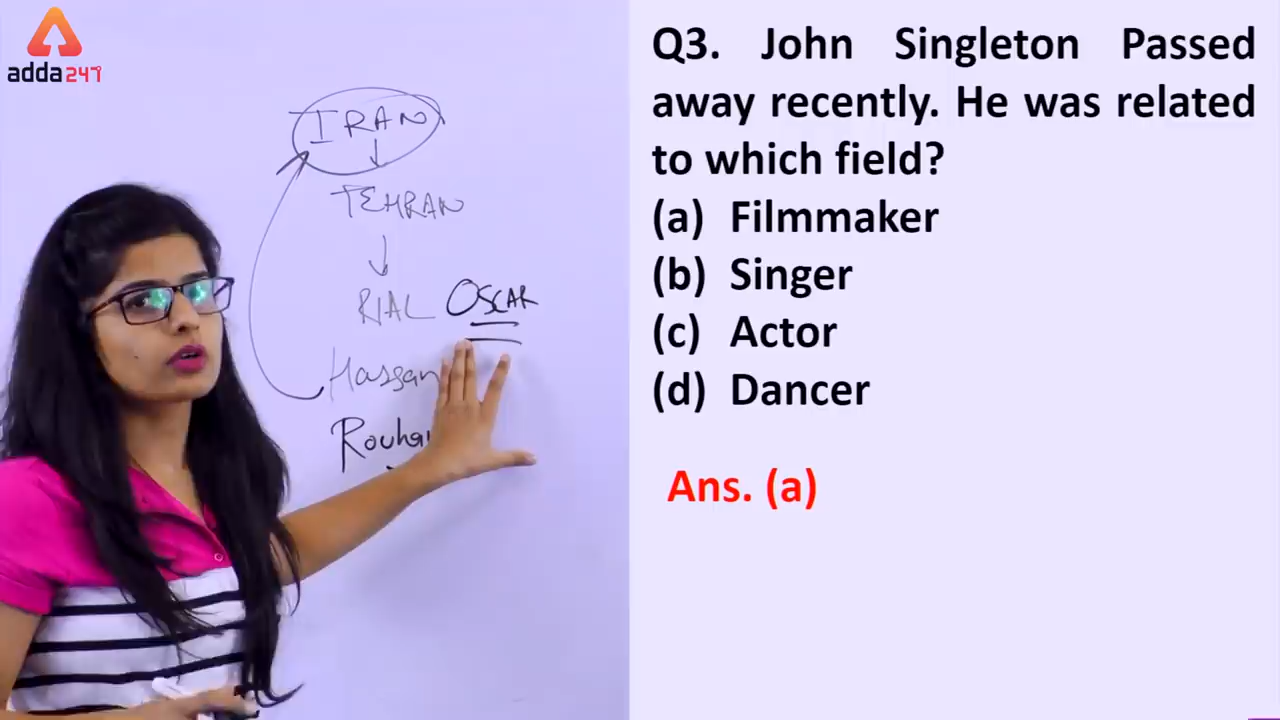 adda247
IRAN
TEHRAN
RIAL OSCAR
Hassan
Q3. John Singleton Passed
away recently. He was related
to which field?
(a) Filmmaker
(b) Singer
(c) Actor
(d) Dancer
Ans. (a)